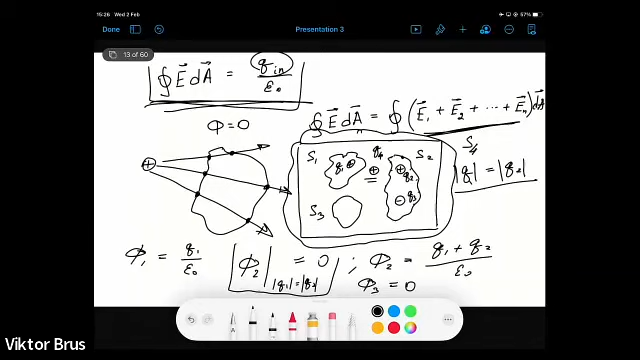 15:26 Wed 2 Feb
57%
Done
Presentation 3
13 of 60
∮ E⃗ dA⃗ = q_in / ε₀
Φ = 0
∮ E⃗ dA⃗ = ∮ (E⃗₁ + E⃗₂ + ⋯ + E⃗ₙ) dA⃗
S₁ q₁ + q₄ + S₂ + q₂ − q₃ S₃
S₄
|q₁| = |q₂|
Φ₁ = q₁ / ε₀
Φ₂ | |q₁|=|q₂| = 0 ; Φ₂ = q₁ + q₂ / ε₀
Φ₃ = 0
Viktor Brus